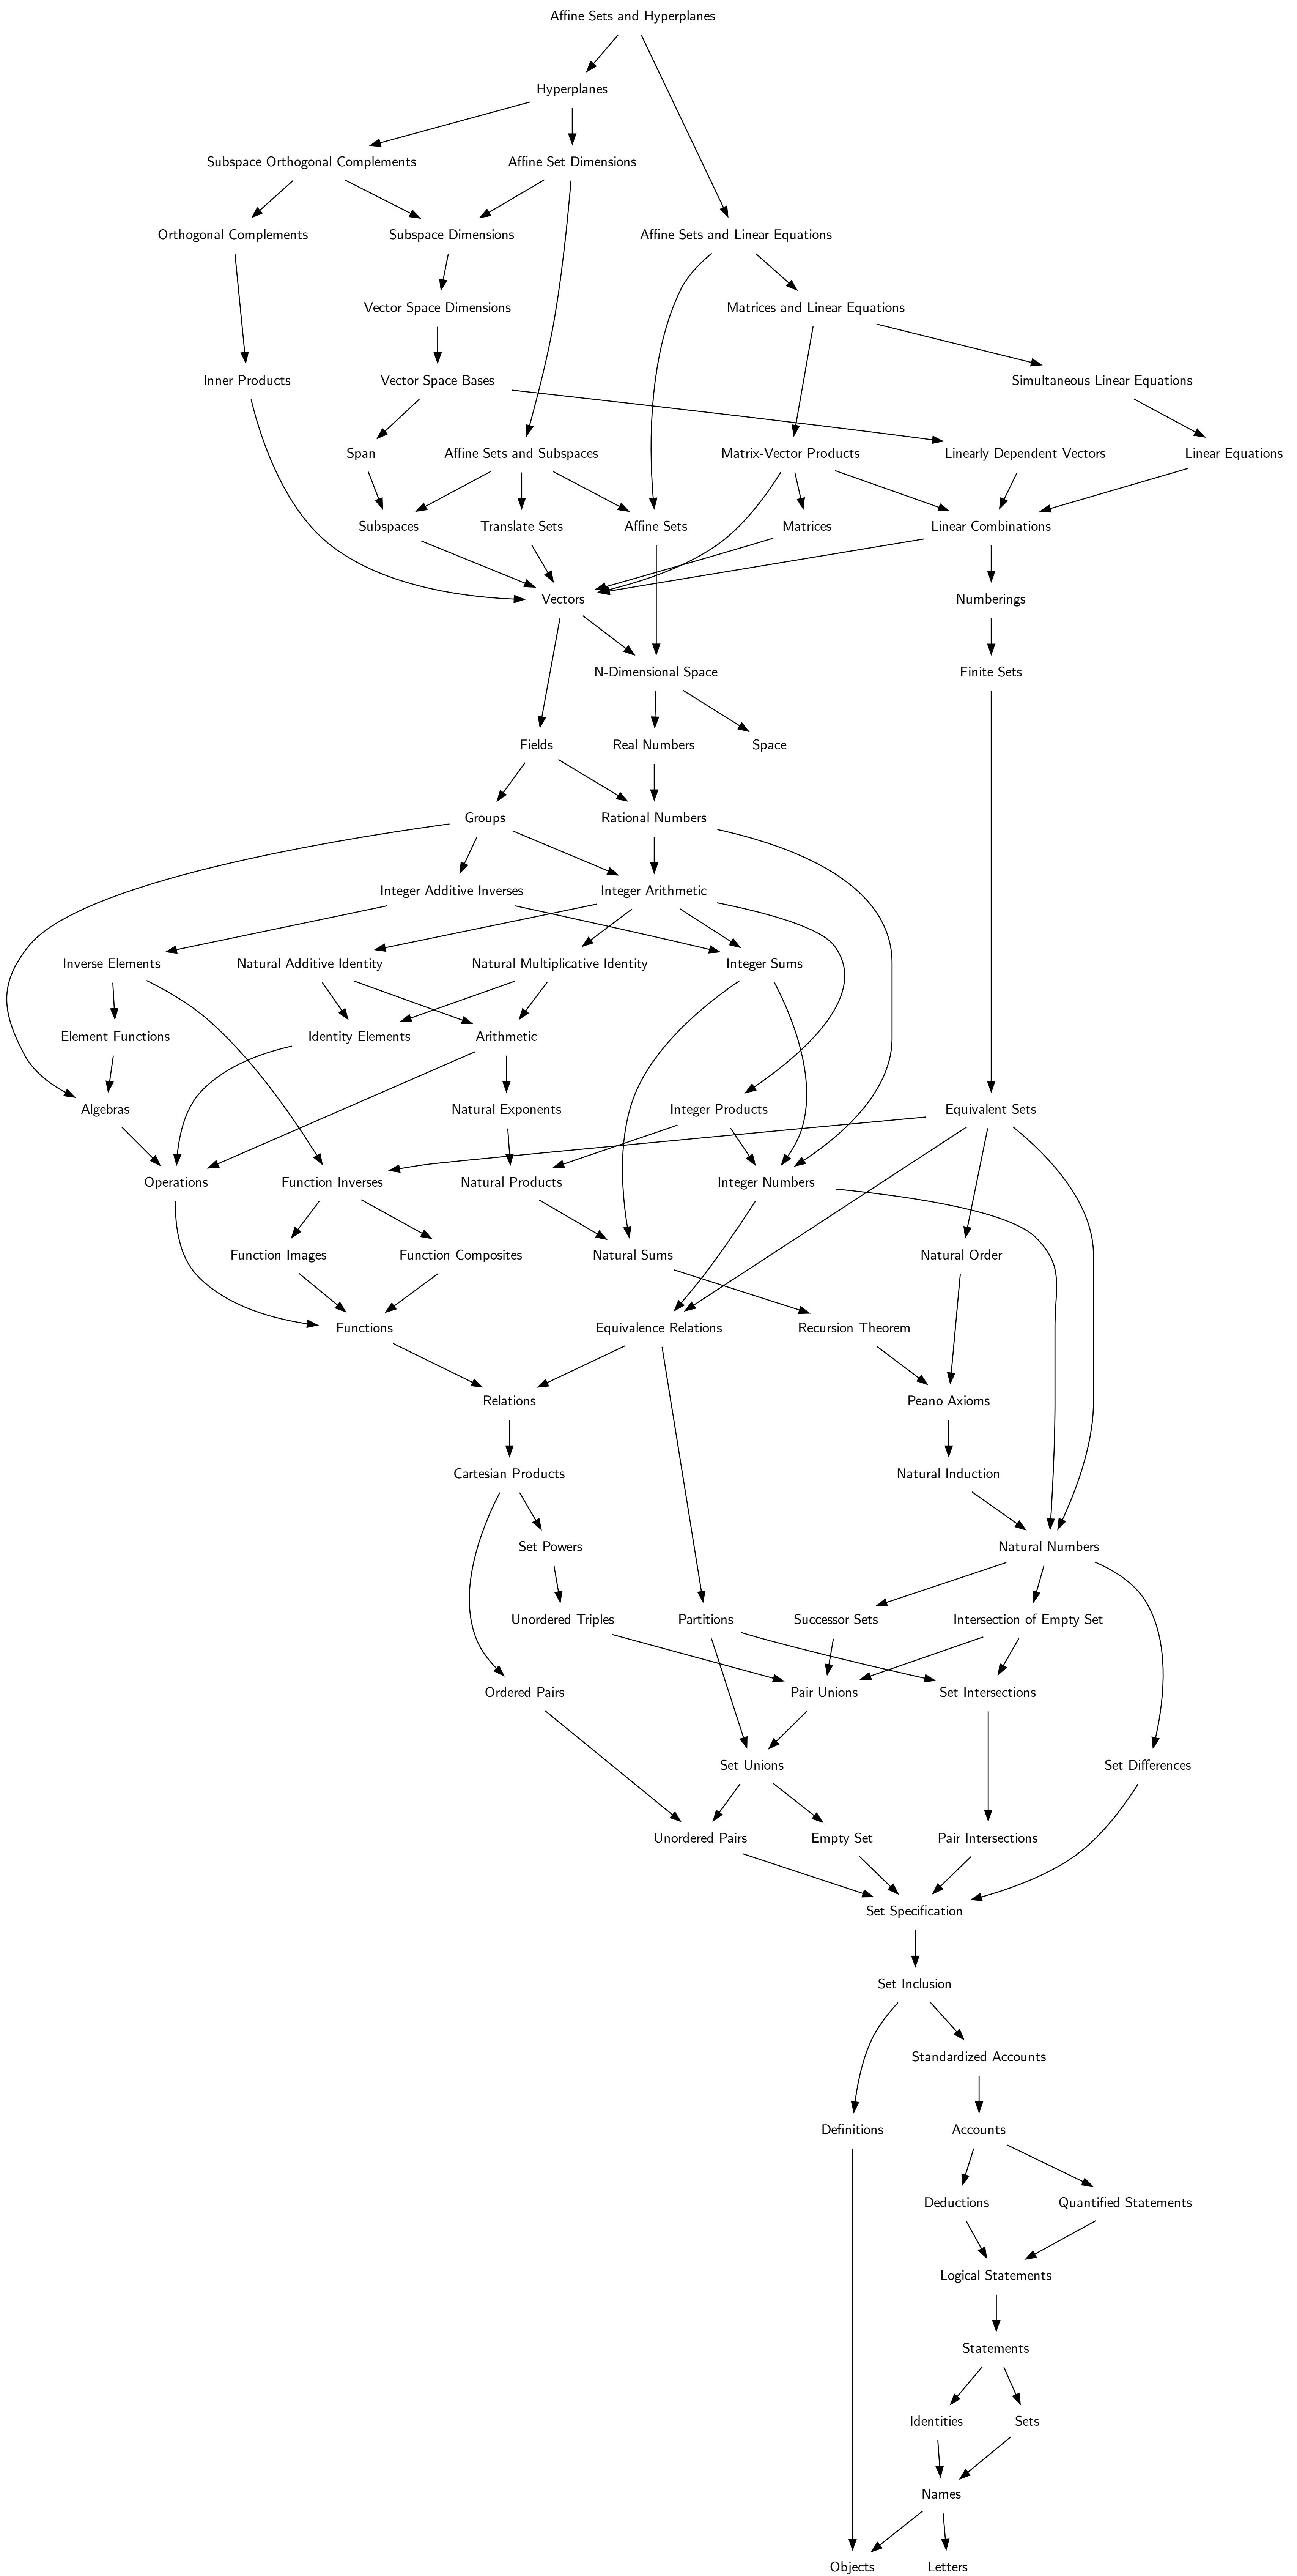 Affine Sets and Hyperplanes
Hyperplanes
Subspace Orthogonal Complements
Affine Set Dimensions
Orthogonal Complements
Subspace Dimensions
Affine Sets and Linear Equations
Vector Space Dimensions
Matrices and Linear Equations
Inner Products
Vector Space Bases
Simultaneous Linear Equations
Span
Affine Sets and Subspaces
Matrix-Vector Products
Linearly Dependent Vectors
Linear Equations
Subspaces
Translate Sets
Affine Sets
Matrices
Linear Combinations
Vectors
Numberings
N-Dimensional Space
Finite Sets
Fields
Real Numbers
Space
Groups
Rational Numbers
Integer Additive Inverses
Integer Arithmetic
Inverse Elements
Natural Additive Identity
Natural Multiplicative Identity
Integer Sums
Element Functions
Identity Elements
Arithmetic
Algebras
Natural Exponents
Integer Products
Equivalent Sets
Operations
Function Inverses
Natural Products
Integer Numbers
Function Images
Function Composites
Natural Sums
Natural Order
Functions
Equivalence Relations
Recursion Theorem
Relations
Peano Axioms
Cartesian Products
Natural Induction
Set Powers
Natural Numbers
Unordered Triples
Partitions
Successor Sets
Intersection of Empty Set
Ordered Pairs
Pair Unions
Set Intersections
Set Unions
Set Differences
Unordered Pairs
Empty Set
Pair Intersections
Set Specification
Set Inclusion
Standardized Accounts
Definitions
Accounts
Deductions
Quantified Statements
Logical Statements
Statements
Identities
Sets
Names
Objects
Letters